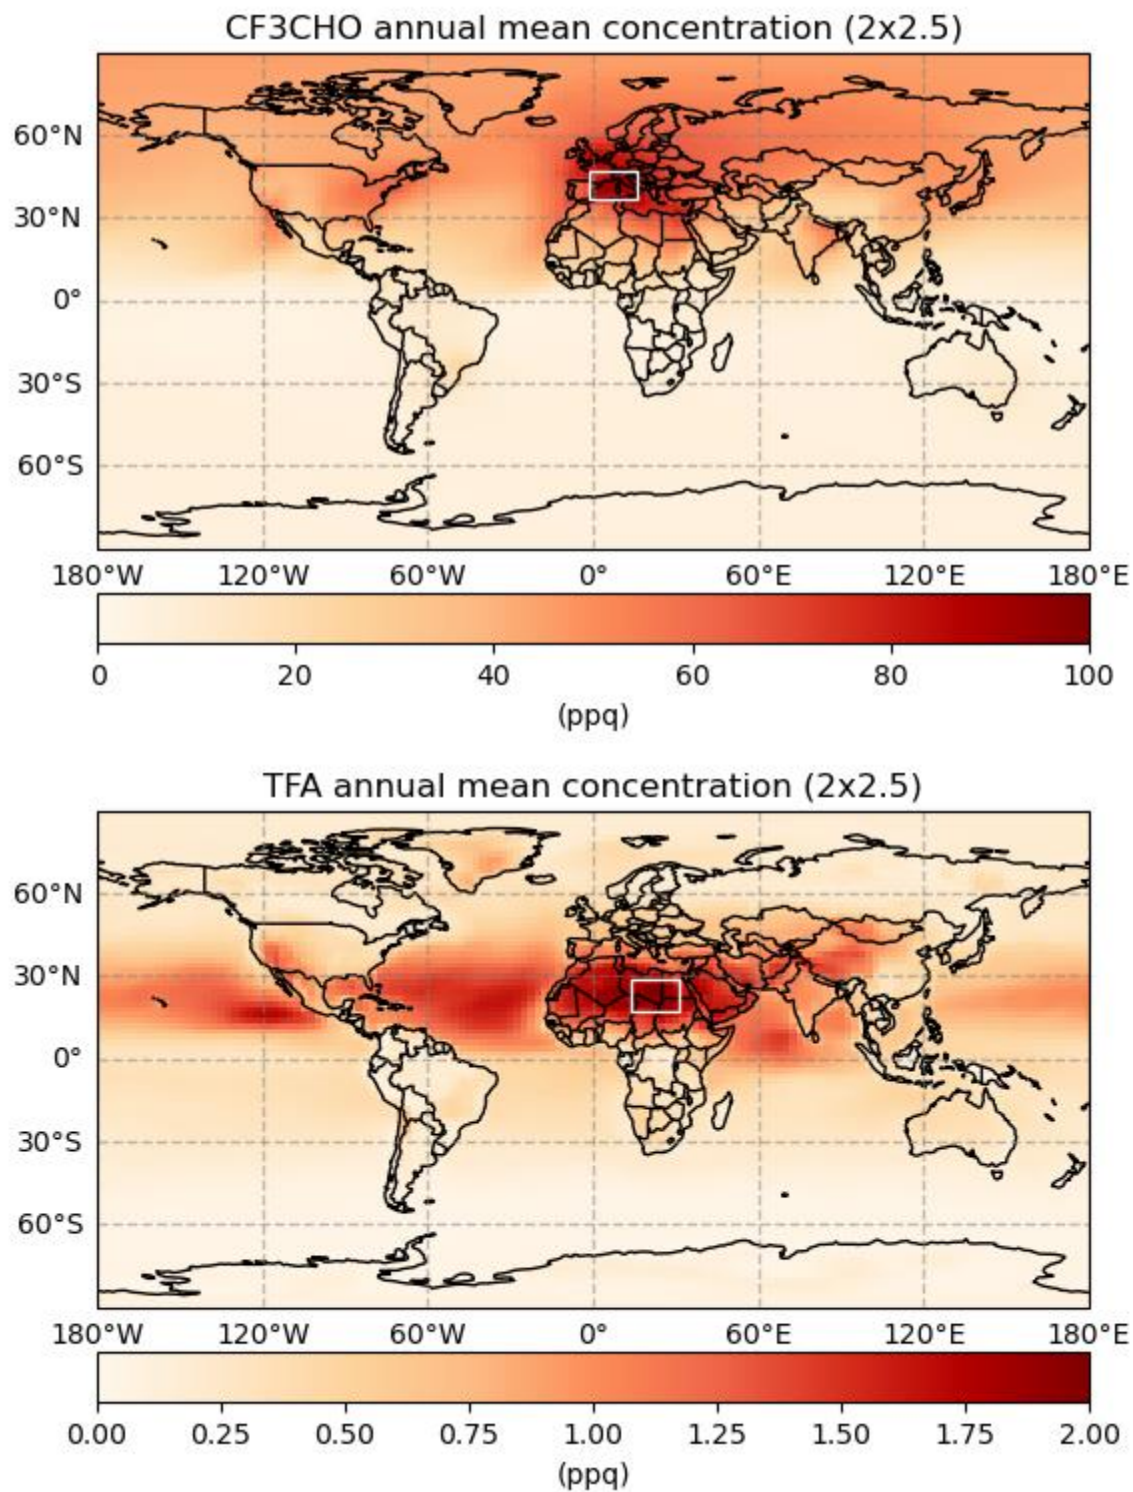 CF3CHO annual mean concentration (2x2.5)
60°N
30°N
0°
30°S
60°S
180°W 120°W 60°W 0° 60°E 120°E 180°E
0 20 40 60 80 100
(ppq)
TFA annual mean concentration (2x2.5)
60°N
30°N
0°
30°S
60°S
180°W 120°W 60°W 0° 60°E 120°E 180°E
0.00 0.25 0.50 0.75 1.00 1.25 1.50 1.75 2.00
(ppq)